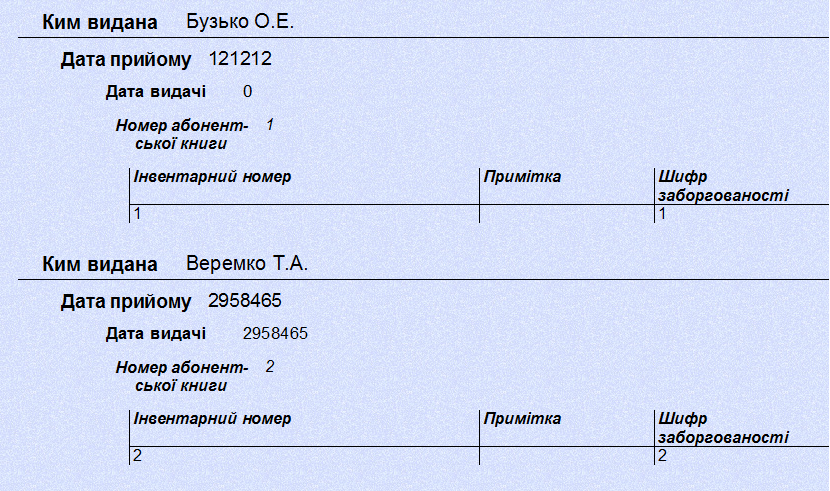 Ким видана Бузько О.Е.
Дата прийому 121212
Дата видачі 0
Номер абонент- 1
ської книги
Інвентарний номер Примітка Шифр
заборгованості
1 1
Ким видана Веремко Т.А.
Дата прийому 2958465
Дата видачі 2958465
Номер абонент- 2
ської книги
Інвентарний номер Примітка Шифр
заборгованості
2 2